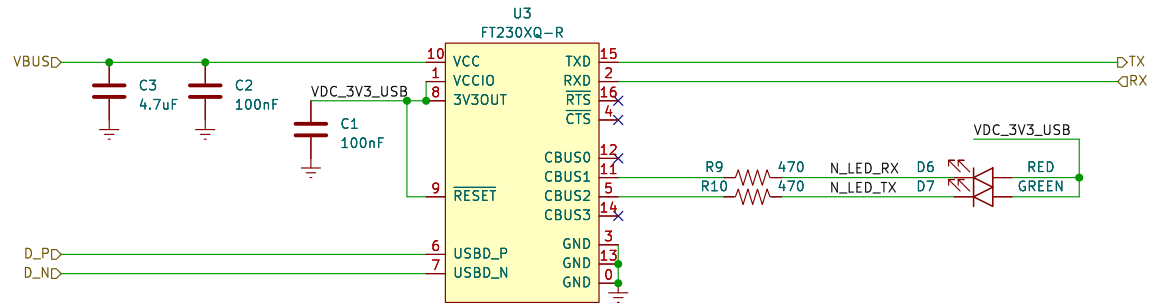 U3
FT230XQ-R
VBUS 10 VCC TXD 15 TX
1 VCCIO RXD 2 RX
C3 4.7uF
C2 100nF
VDC_3V3_USB 8 3V3OUT RTS 16
C1 100nF
CTS 4
VDC_3V3_USB
CBUS0 12
CBUS1 11 R9 470 N_LED_RX D6 RED
9 RESET CBUS2 5 R10 470 N_LED_TX D7 GREEN
CBUS3 14
GND 3
D_P 6 USBD_P GND 13
D_N 7 USBD_N GND 0